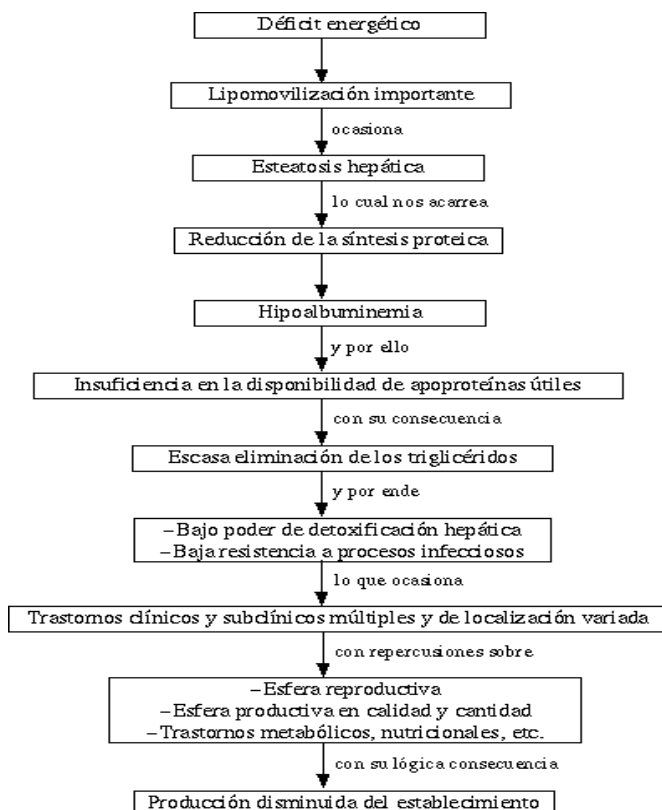 Déficit energético
Lipomovilización importante
ocasiona
Esteatosis hepática
lo cual nos acarrea
Reducción de la síntesis proteica
Hipoalbuminemia
y por ello
Insuficiencia en la disponibilidad de apoproteínas útiles
con su consecuencia
Escasa eliminación de los triglicéridos
y por ende
–Bajo poder de detoxificación hepática
–Baja resistencia a procesos infecciosos
lo que ocasiona
Trastornos clínicos y subclínicos múltiples y de localización variada
con repercusiones sobre
–Esfera reproductiva
–Esfera productiva en calidad y cantidad
–Trastornos metabólicos, nutricionales, etc.
con su lógica consecuencia
Producción disminuida del establecimiento